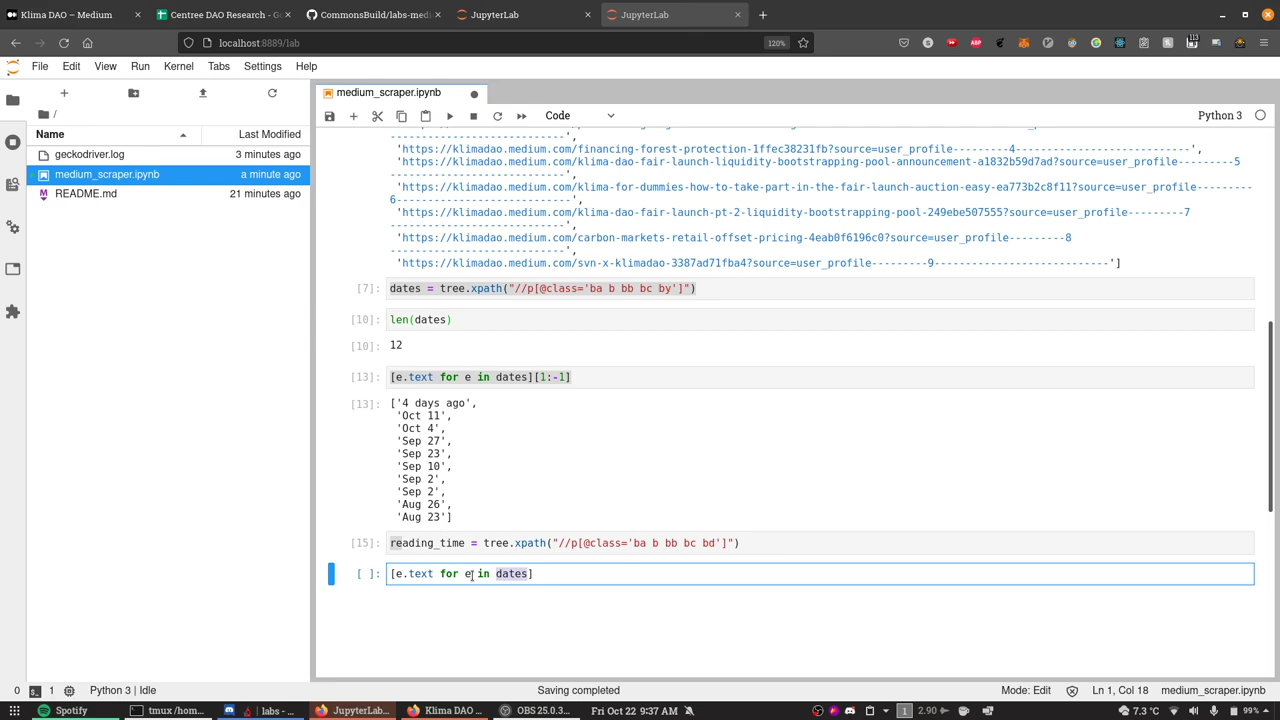 Klima DAO – Medium
Centree DAO Research - G
CommonsBuild/labs-med
JupyterLab
JupyterLab
localhost:8889/lab
120%
113
File Edit View Run Kernel Tabs Settings Help
medium_scraper.ipynb
Code
Python 3
/
Name
Last Modified
geckodriver.log
3 minutes ago
medium_scraper.ipynb
a minute ago
README.md
21 minute ago
----------------------------',
'https://klimadao.medium.com/financing-forest-protection-1ffec38231fb?source=user_profile---------4----------------------------',
'https://klimadao.medium.com/klima-dao-fair-launch-liquidity-bootstrapping-pool-announcement-a1832b59d7ad?source=user_profile---------5
----------------------------',
'https://klimadao.medium.com/klima-for-dummies-how-to-take-part-in-the-fair-launch-auction-easy-ea773b2c8f11?source=user_profile---------
6----------------------------',
'https://klimadao.medium.com/klima-dao-fair-launch-pt-2-liquidity-bootstrapping-pool-249ebe507555?source=user_profile---------7
----------------------------',
'https://klimadao.medium.com/carbon-markets-retail-offset-pricing-4eab0f6196c0?source=user_profile---------8
----------------------------',
'https://klimadao.medium.com/svn-x-klimadao-3387ad71fba4?source=user_profile---------9----------------------------']
[7]: dates = tree.xpath("//p[@class='ba b bb bc by']")
[10]: len(dates)
[10]: 12
[13]: [e.text for e in dates][1:-1]
[13]: ['4 days ago',
'Oct 11',
'Oct 4',
'Sep 27',
'Sep 23',
'Sep 10',
'Sep 2',
'Sep 2',
'Aug 26',
'Aug 23']
[15]: reading_time = tree.xpath("//p[@class='ba b bb bc bd']")
[ ]: [e.text for e in dates]
0
1
Python 3 | Idle
Saving completed
Mode: Edit
Ln 1, Col 18
medium_scraper.ipynb
Spotify
tmux /hom...
labs - ...
JupyterLab...
Klima DAO ...
OBS 25.0.3...
Fri Oct 22 9:37 AM
1
2.90
7.3 °C
99%